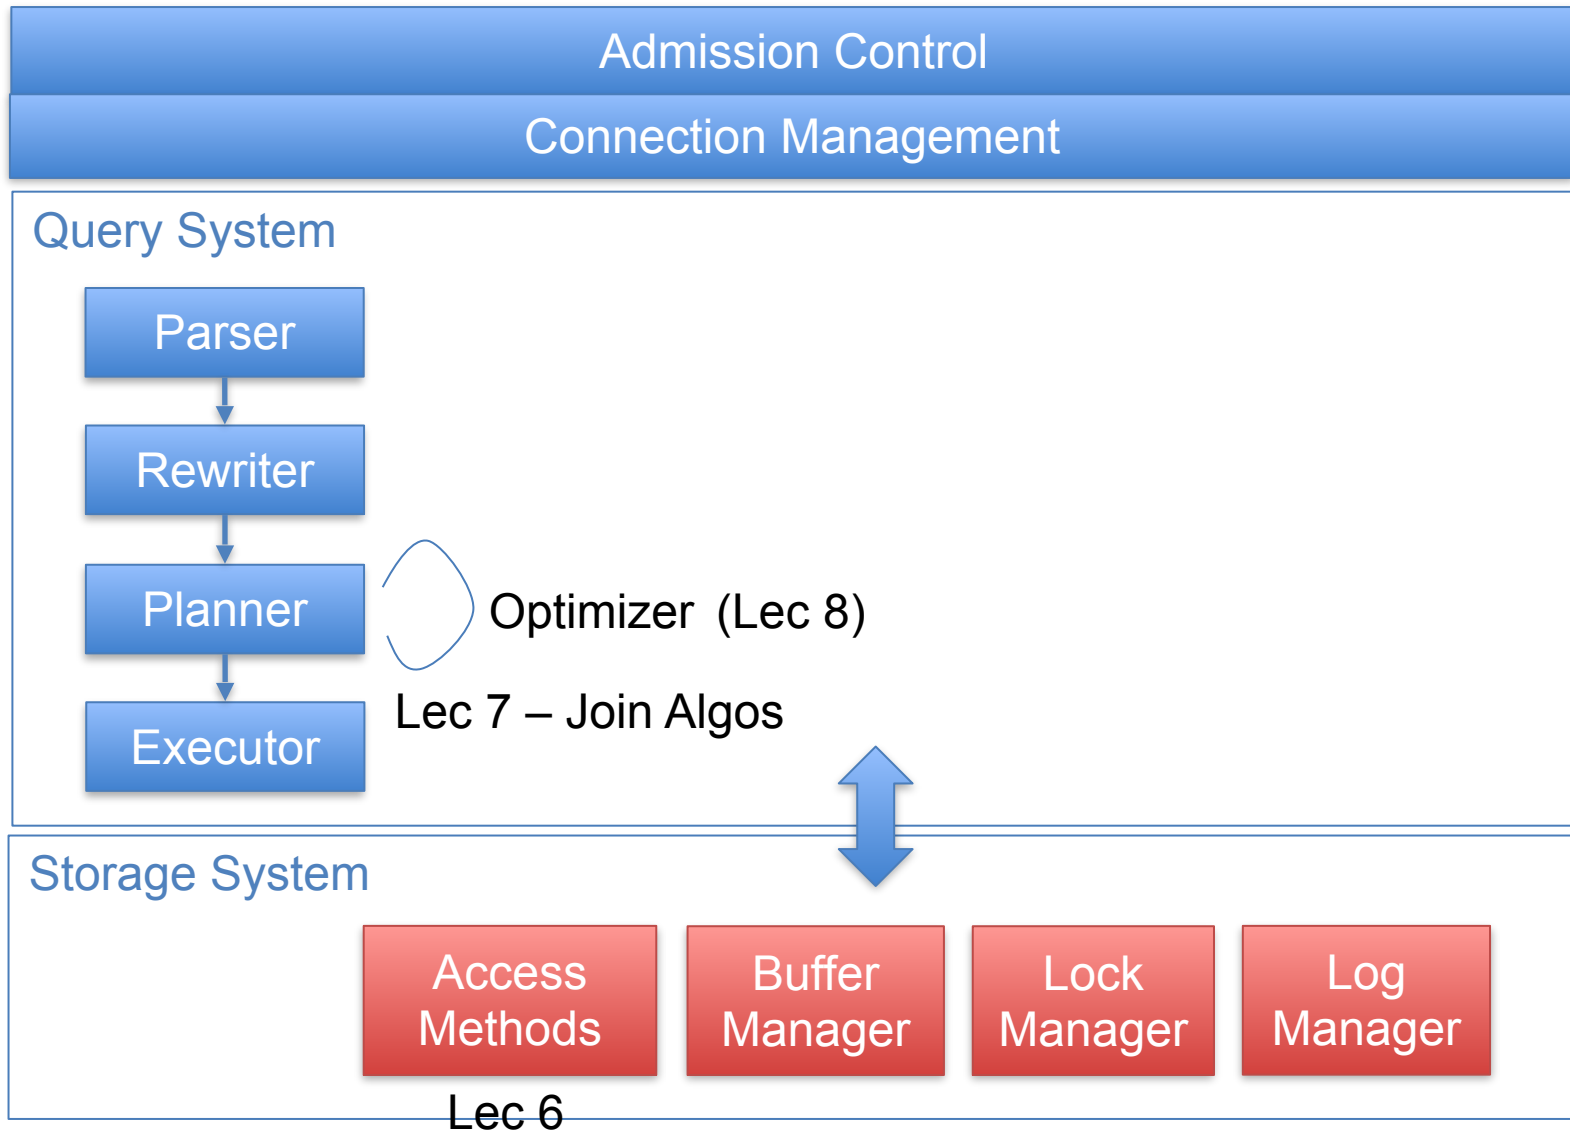 Admission Control
Connection Management
Query System
Parser
Rewriter
Planner
Optimizer (Lec 8)
Lec 7 – Join Algos
Executor
Storage System
Access
Methods
Buffer
Manager
Lock
Manager
Log
Manager
Lec 6